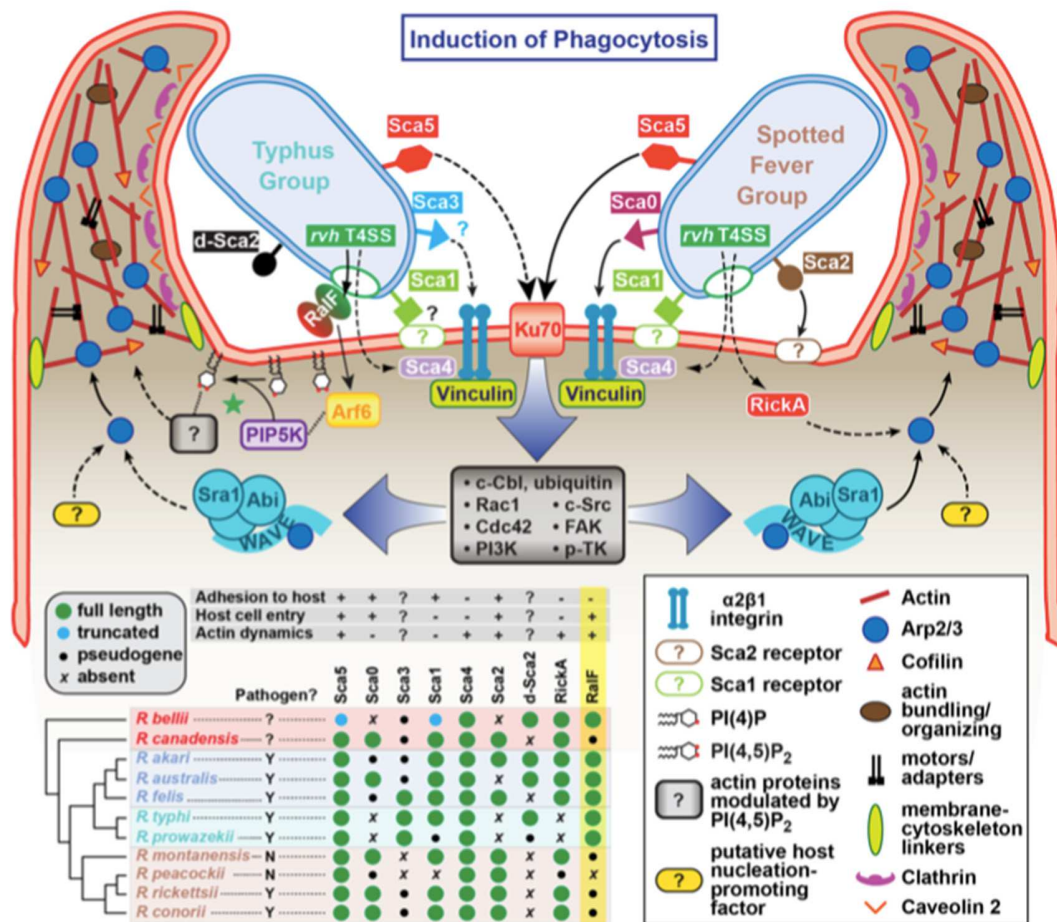 Induction of Phagocytosis
Typhus
Group
Spotted
Fever
Group
Sca5
Sca5
Sca3
?
Sca0
d-Sca2
rvh T4SS
rvh T4SS
Sca2
Sca1
?
Sca1
RalF
?
Ku70
?
?
Sca4
Sca4
Vinculin
Vinculin
RickA
Arf6
PIP5K
?
Sra1
Abi
WAVE
?
• c-Cbl, ubiquitin
• Rac1 • c-Src
• Cdc42 • FAK
• PI3K • p-TK
Abi
Sra1
WAVE
?
full length
truncated
pseudogene
x absent
Adhesion to host + + ? + - + ? - -
Host cell entry + + ? - - + ? - +
Actin dynamics + - ? - + + ? + +
Pathogen? Sca5 Sca0 Sca3 Sca1 Sca4 Sca2 d-Sca2 RickA RalF
R bellii ? x x
R canadensis ? x
R akari Y x
R australis Y x
R felis Y x
R typhi Y x x x
R prowazekii Y x x
R montanensis N x x
R peacockii N x x x x
R rickettsii Y x
R conorii Y x
α2β1
integrin
? Sca2 receptor
? Sca1 receptor
PI(4)P
PI(4,5)P2
? actin proteins
modulated by
PI(4,5)P2
? putative host
nucleation-
promoting
factor
Actin
Arp2/3
Cofilin
actin
bundling/
organizing
motors/
adapters
membrane-
cytoskeleton
linkers
Clathrin
Caveolin 2